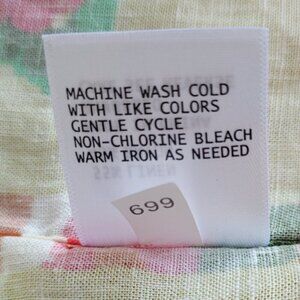 MACHINE WASH COLD
WITH LIKE COLORS
GENTLE CYCLE
NON-CHLORINE BLEACH
WARM IRON AS NEEDED
699